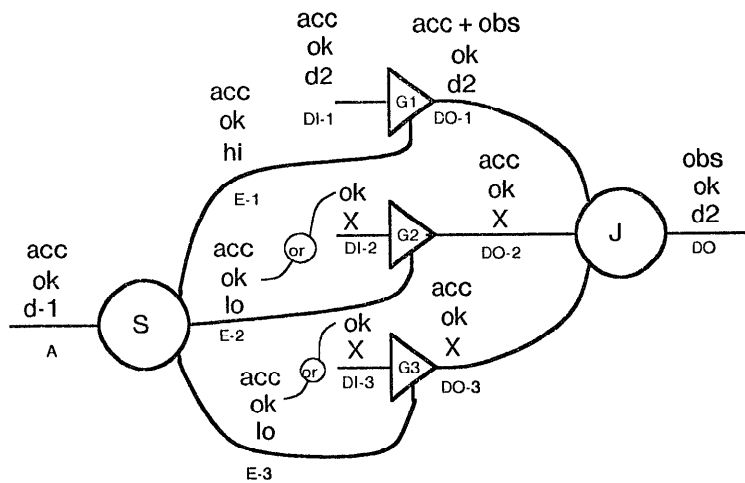 acc
ok
d2
DI-1
G1
acc + obs
ok
d2
DO-1
acc
ok
hi
E-1
ok
X
or
DI-2
G2
acc
ok
X
DO-2
obs
ok
d2
DO
J
acc
ok
d-1
A
S
acc
ok
lo
E-2
ok
X
or
DI-3
G3
acc
ok
X
DO-3
acc
ok
lo
E-3